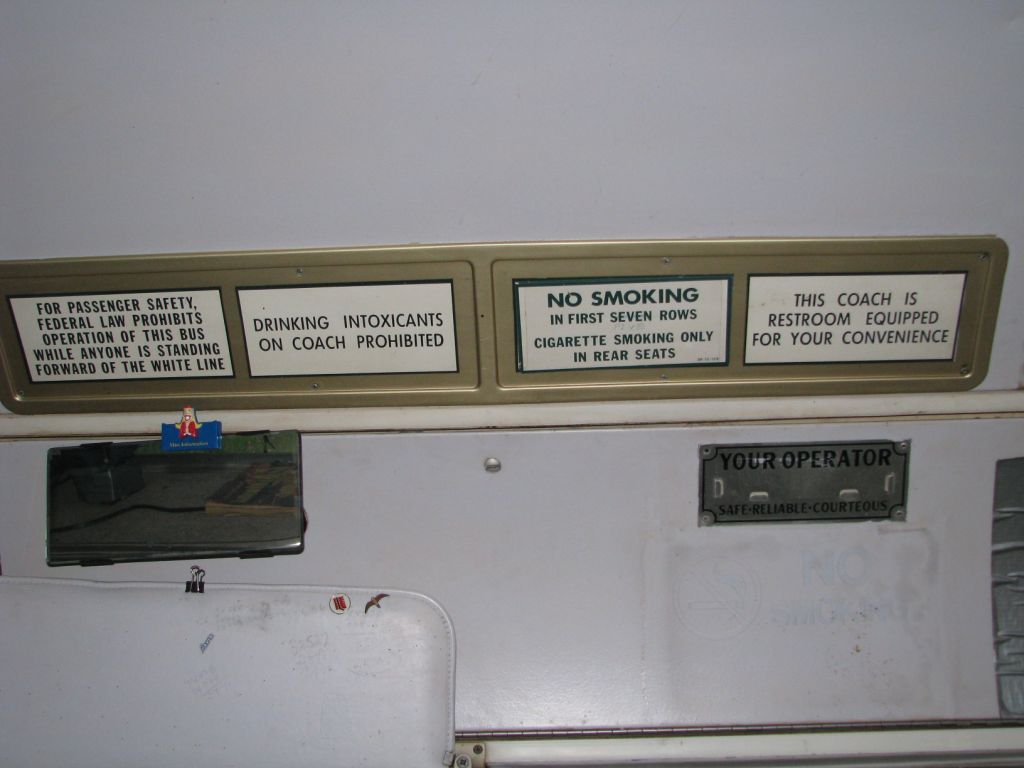 FOR PASSENGER SAFETY,
FEDERAL LAW PROHIBITS
OPERATION OF THIS BUS
WHILE ANYONE IS STANDING
FORWARD OF THE WHITE LINE
DRINKING INTOXICANTS
ON COACH PROHIBITED
NO SMOKING
IN FIRST SEVEN ROWS
CIGARETTE SMOKING ONLY
IN REAR SEATS
THIS COACH IS
RESTROOM EQUIPPED
FOR YOUR CONVENIENCE
YOUR OPERATOR
SAFE·RELIABLE·COURTEOUS
NO